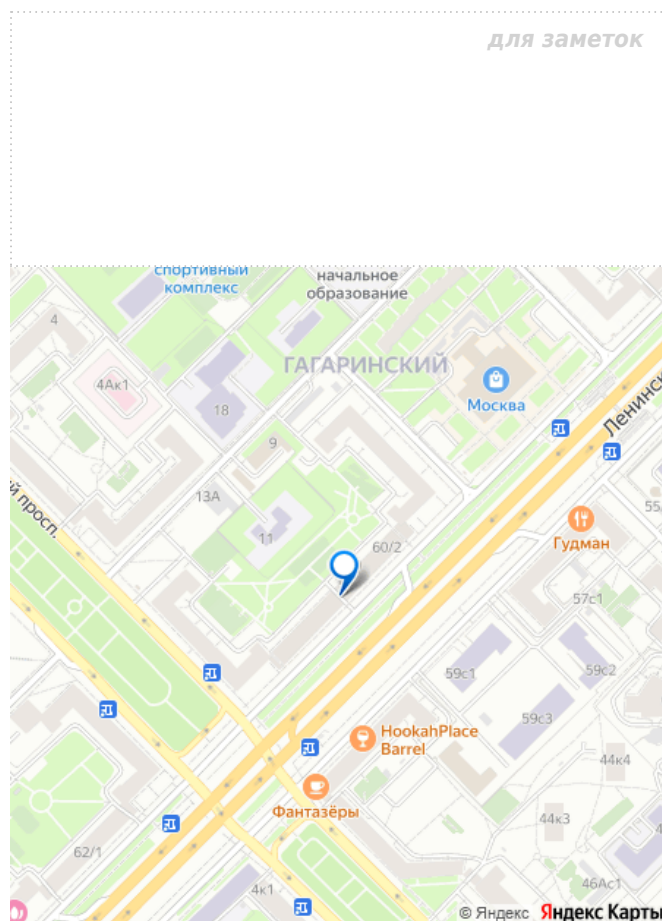 для заметок
спортивный
комплекс
начальное
образование
4
ГАГАРИНСКИЙ
4Ак1
Москва
18
Ленинск
9
й просп.
13А
55
11
60/2
Гудман
57с1
59с1
59с2
59с3
HookahPlace
Barrel
44к4
Фантазёры
44к3
62/1
4к1
46Ас1
© Яндекс Яндекс Карты